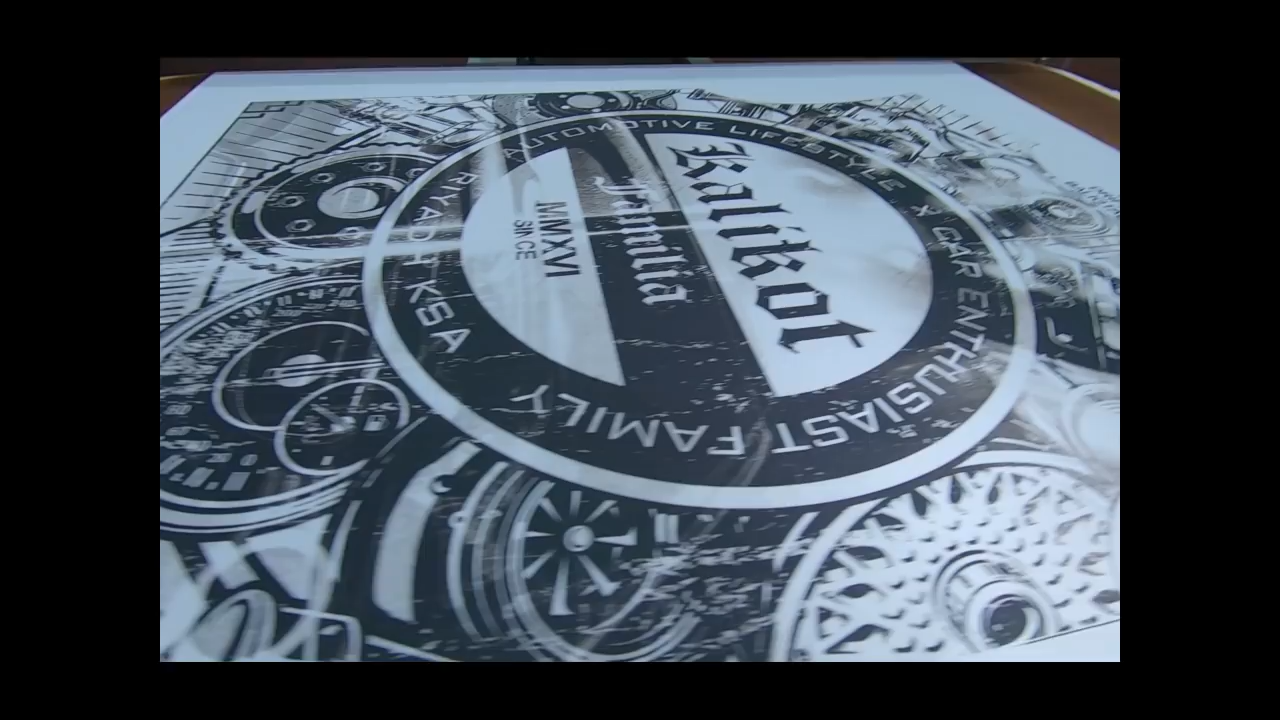 AUTOMOTIVE LIFESTYLE X CAR ENTHUSIAST FAMILY
RIYADH KSA
Kalikot
Familia
SINCE
MMXVI